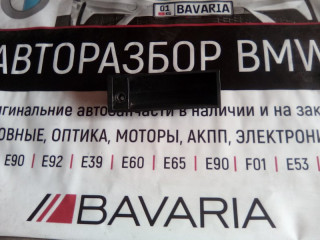 01 BAVARIA
АВТОРАЗБОР BMW
ригинальние автозапчасти в наличии и на зак
ОВНЫЕ, ОПТИКА, МОТОРЫ, АКПП, ЭЛЕКТРОНИ
E90 | E92 | E39 | E60 | E65 | E90 | F01 | E53 |
BAVARIA